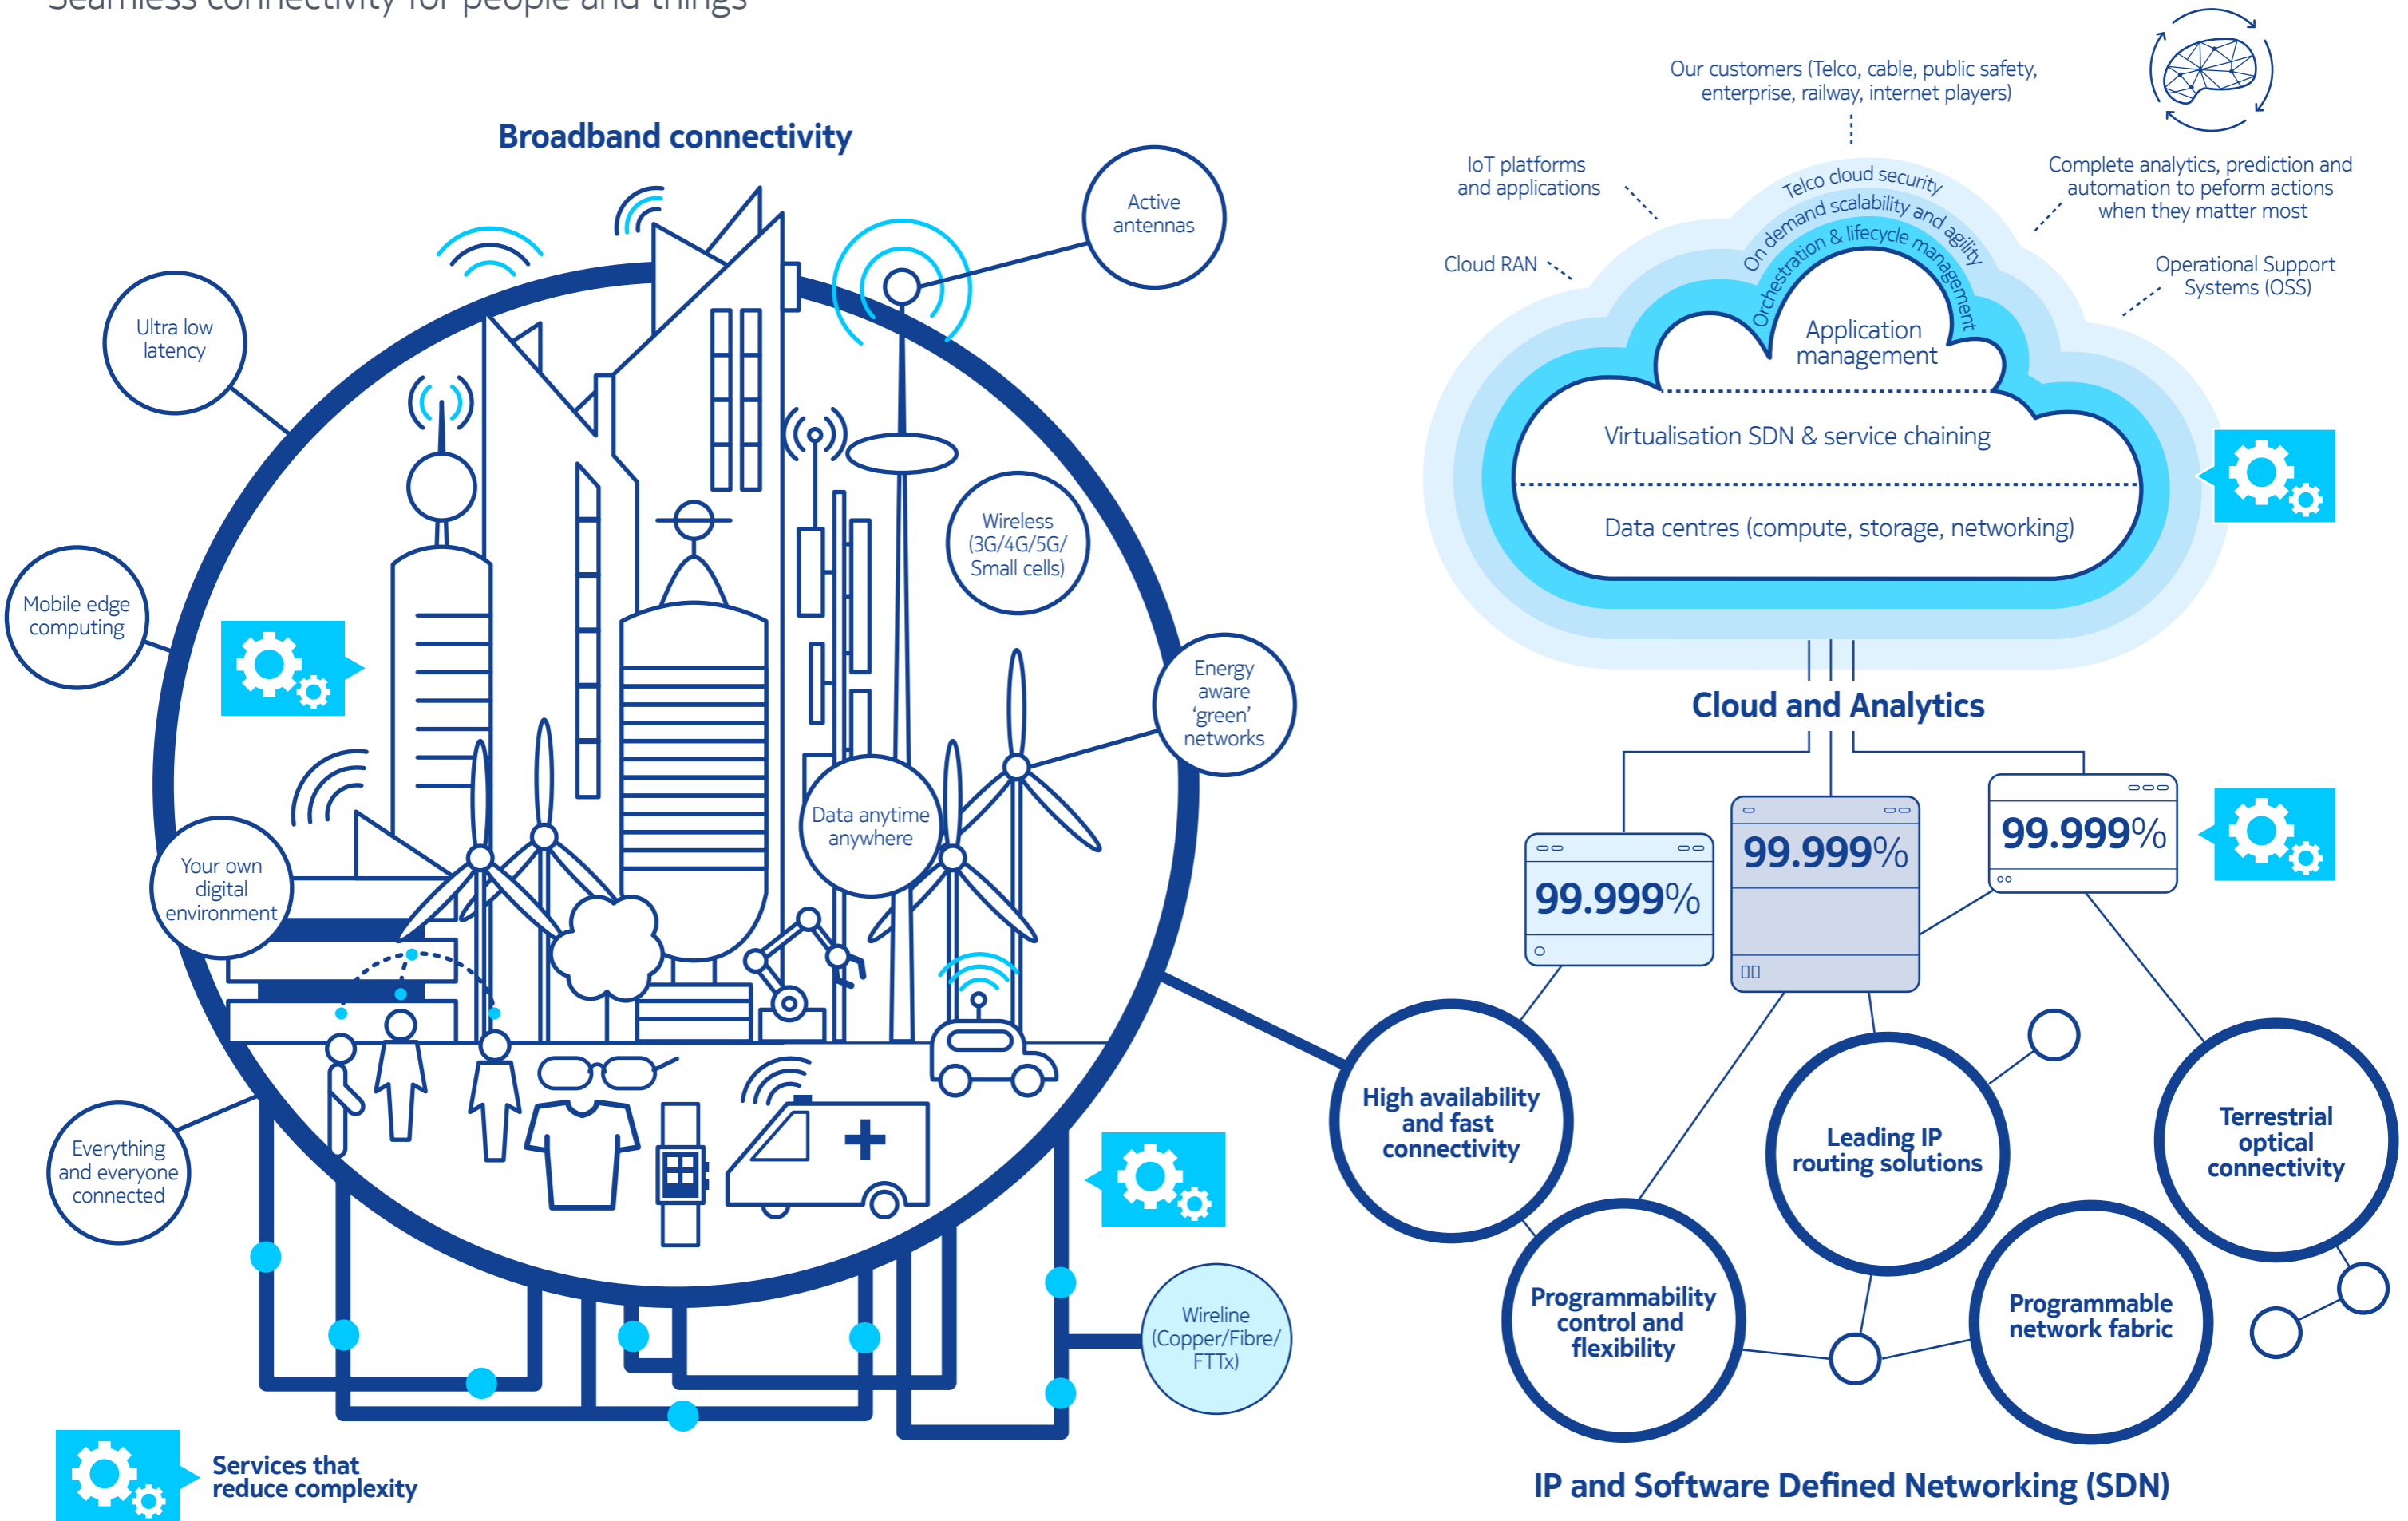 Seamless connectivity for people and things
Broadband connectivity
Active
antennas
Ultra low
latency
Mobile edge
computing
Wireless
(3G/4G/5G/
Small cells)
Energy
aware
‘green’
networks
Data anytime
anywhere
Your own
digital
environment
Everything
and everyone
connected
Wireline
(Copper/Fibre/
FTTx)
Services that
reduce complexity
Our customers (Telco, cable, public safety,
enterprise, railway, internet players)
IoT platforms
and applications
Complete analytics, prediction and
automation to peform actions
when they matter most
Cloud RAN
Operational Support
Systems (OSS)
Telco cloud security
On demand scalability and agility
Orchestration & lifecycle management
Application
management
Virtualisation SDN & service chaining
Data centres (compute, storage, networking)
Cloud and Analytics
99.999%
99.999%
99.999%
High availability
and fast
connectivity
Leading IP
routing solutions
Terrestrial
optical
connectivity
Programmability
control and
flexibility
Programmable
network fabric
IP and Software Defined Networking (SDN)